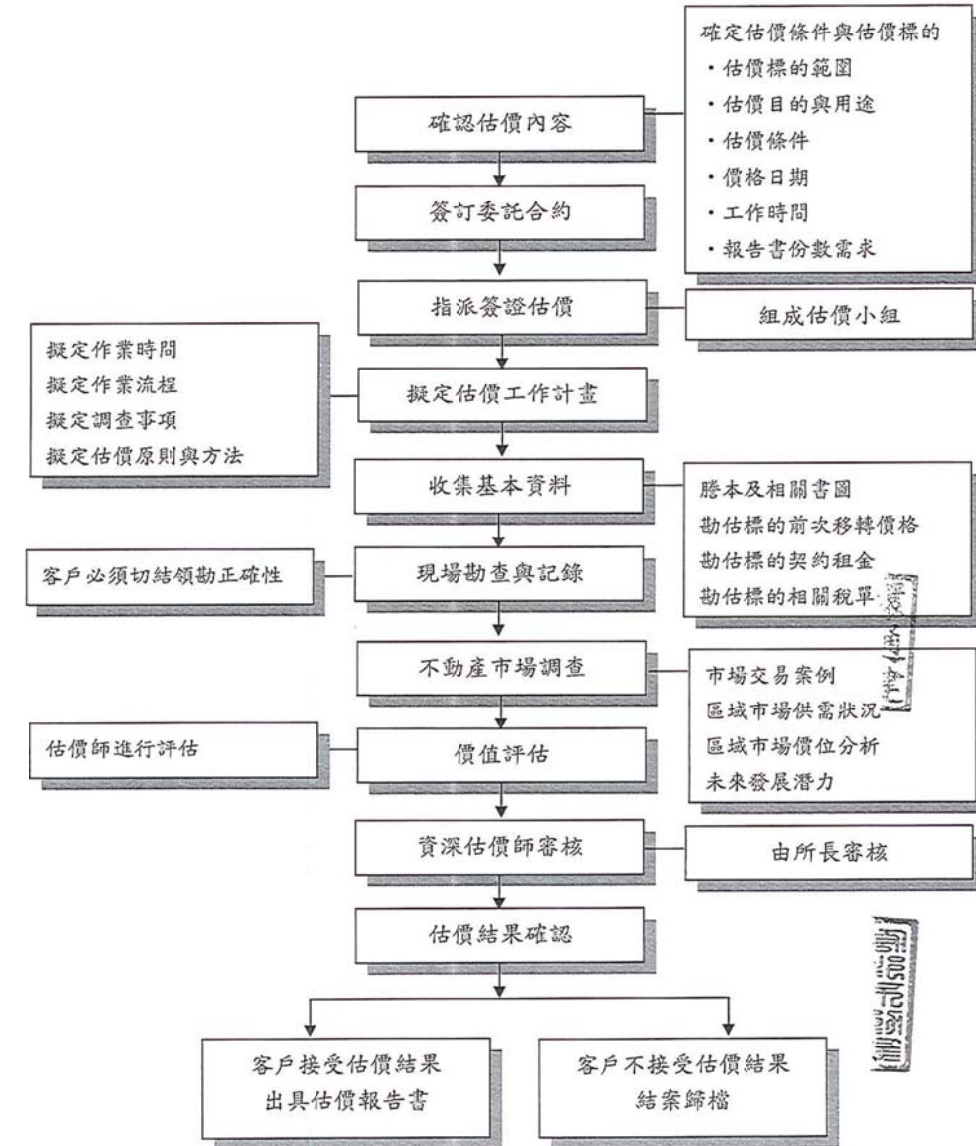 確認估價內容
確定估價條件與估價標的
・估價標的範圍
・估價目的與用途
・估價條件
・價格日期
・工作時間
・報告書份數需求
簽訂委託合約
指派簽證估價
組成估價小組
擬定估價工作計畫
擬定作業時間
擬定作業流程
擬定調查事項
擬定估價原則與方法
收集基本資料
謄本及相關書圖
勘估標的前次移轉價格
勘估標的契約租金
勘估標的相關稅單
現場勘查與記錄
客戶必須切結領勘正確性
不動產市場調查
市場交易案例
區域市場供需狀況
區域市場價位分析
未來發展潛力
價值評估
估價師進行評估
資深估價師審核
由所長審核
估價結果確認
客戶接受估價結果
出具估價報告書
客戶不接受估價結果
結案歸檔